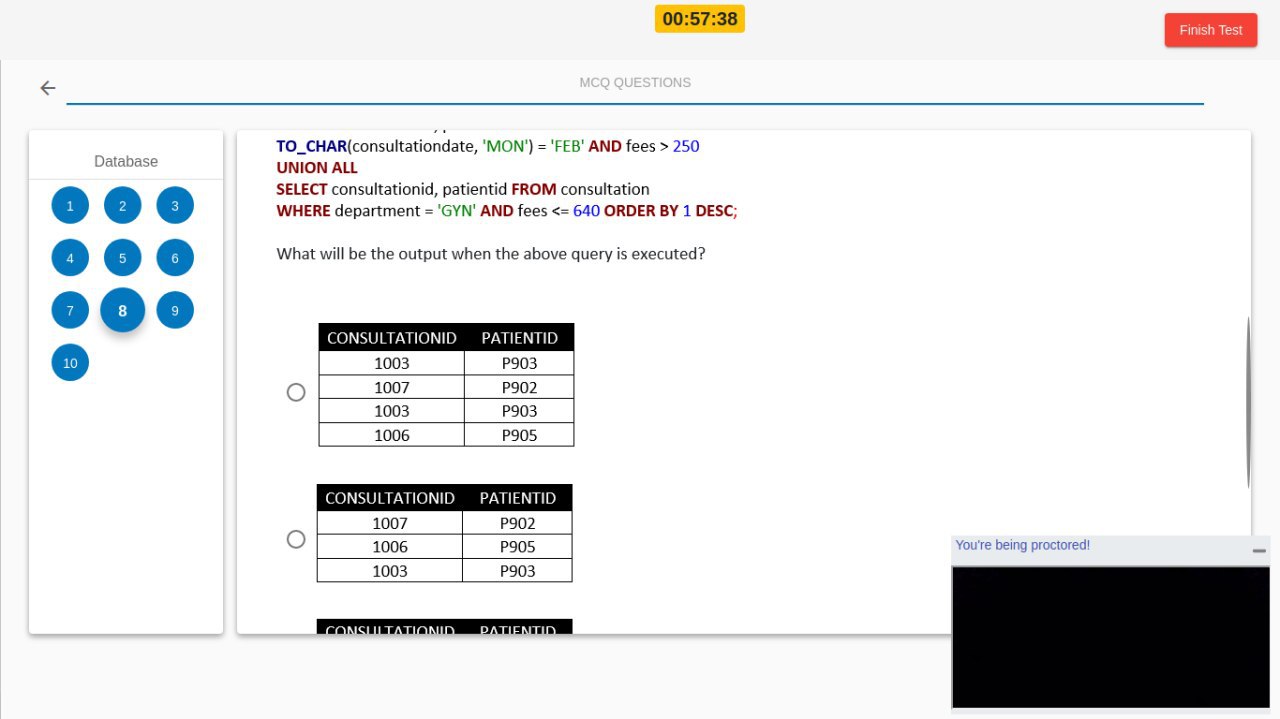 00:57:38
Finish Test
MCQ QUESTIONS
Database
1 2 3
4 5 6
7 8 9
10
TO_CHAR(consultationdate, 'MON') = 'FEB' AND fees > 250
UNION ALL
SELECT consultationid, patientid FROM consultation
WHERE department = 'GYN' AND fees <= 640 ORDER BY 1 DESC;
What will be the output when the above query is executed?
CONSULTATIONID PATIENTID
1003 P903
1007 P902
1003 P903
1006 P905
CONSULTATIONID PATIENTID
1007 P902
1006 P905
1003 P903
CONSULTATIONID PATIENTID
You're being proctored!